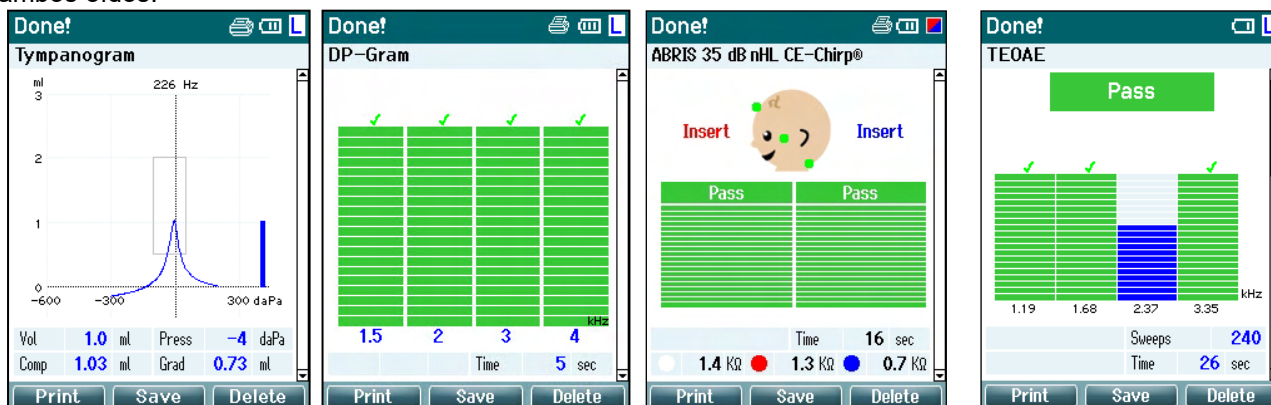 ambos oídos.
Done! L
Tympanogram
ml
226 Hz
3
2
1
0
-600 -300 300 daPa
Vol 1.0 ml Press -4 daPa
Comp 1.03 ml Grad 0.73 ml
Print Save Delete
Done! L
DP-Gram
kHz
1.5 2 3 4
Time 5 sec
Print Save Delete
Done!
ABRIS 35 dB nHL CE-Chirp®
Insert Insert
Pass Pass
Time 16 sec
1.4 KΩ 1.3 KΩ 0.7 KΩ
Print Save Delete
Done! L
TEOAE
Pass
kHz
1.19 1.68 2.37 3.35
Sweeps 240
Time 26 sec
Print Save Delete